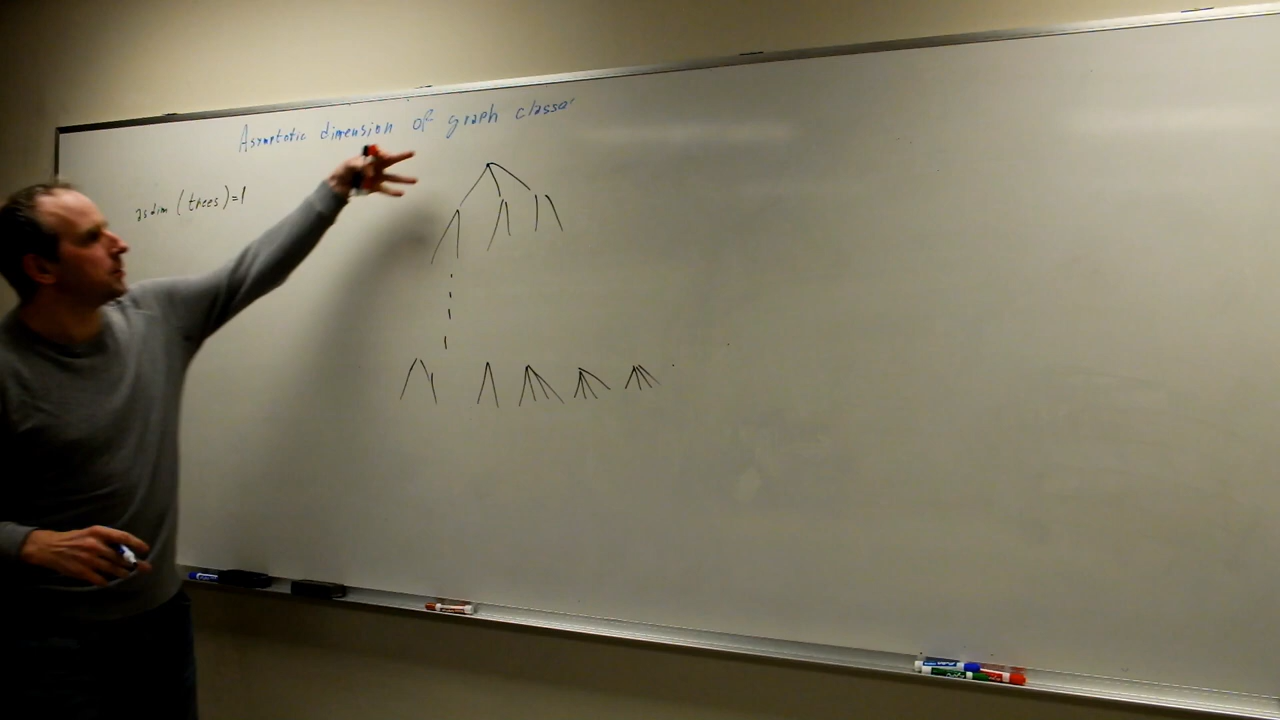 Asymptotic dimension of graph classes
asdim (trees)=1